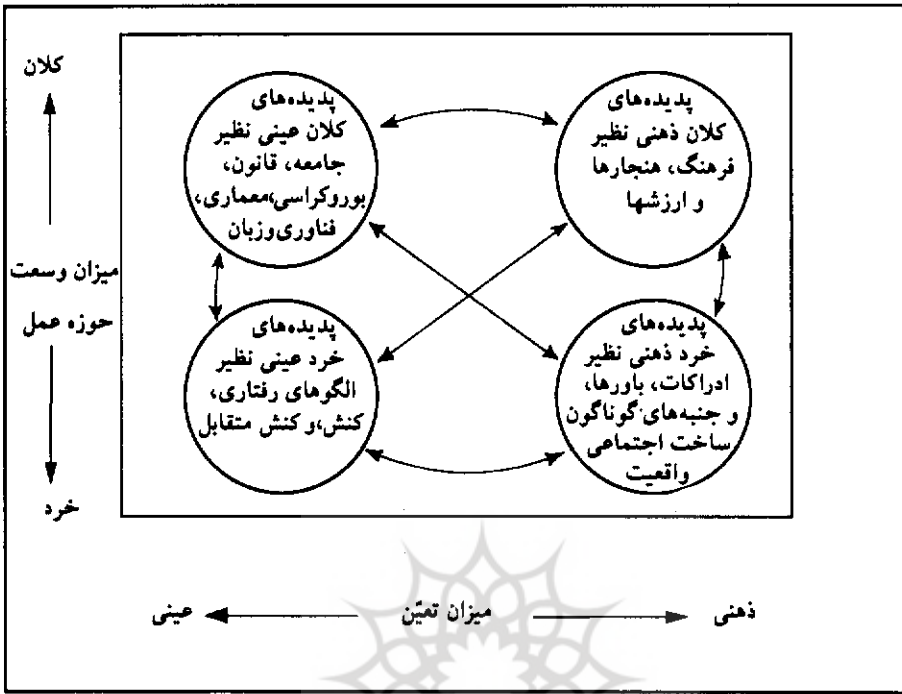 کلان
میزان وسعت
حوزه عمل
خرد
پدیده‌های
کلان ذهنی نظیر
فرهنگ، هنجارها
و ارزشها
پدیده‌های
کلان عینی نظیر
جامعه، قانون،
بوروکراسی،معماری،
فناوری‌وزبان
پدیده‌های
خرد ذهنی نظیر
ادراکات، باورها،
و جنبه‌های گوناگون
ساخت اجتماعی
واقعیت
پدیده‌های
خرد عینی نظیر
الگوهای رفتاری،
کنش،و کنش متقابل
ذهنی
میزان تعیّن
عینی